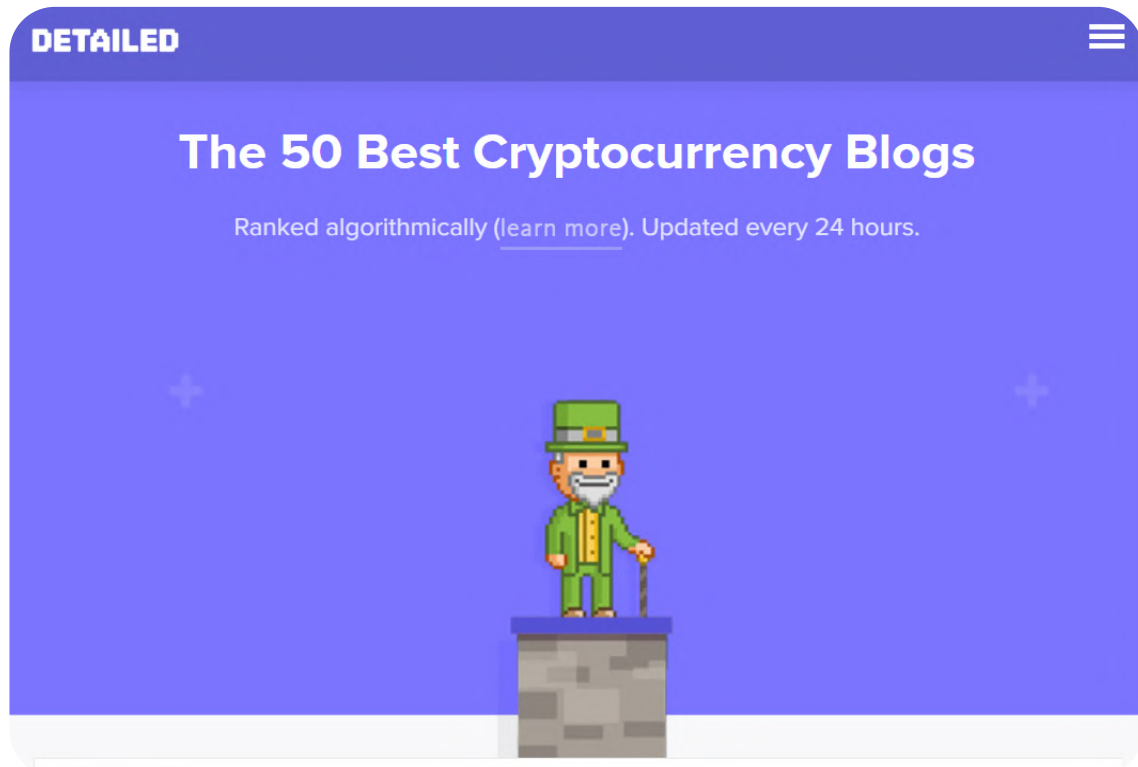 DETAILED
The 50 Best Cryptocurrency Blogs
Ranked algorithmically (learn more). Updated every 24 hours.